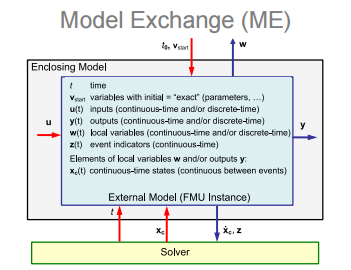 Model Exchange (ME)
t₀, vstart
w
Enclosing Model
t time
vstart variables with initial = "exact" (parameters, ...)
u(t) inputs (continuous-time and/or discrete-time)
y(t) outputs (continuous-time and/or discrete-time)
w(t) local variables (continuous-time and/or discrete-time)
z(t) event indicators (continuous-time)
u
y
Elements of local variables w and/or outputs y:
xc(t) continuous-time states (continuous between events)
External Model (FMU Instance)
t
xc
ẋc, z
Solver